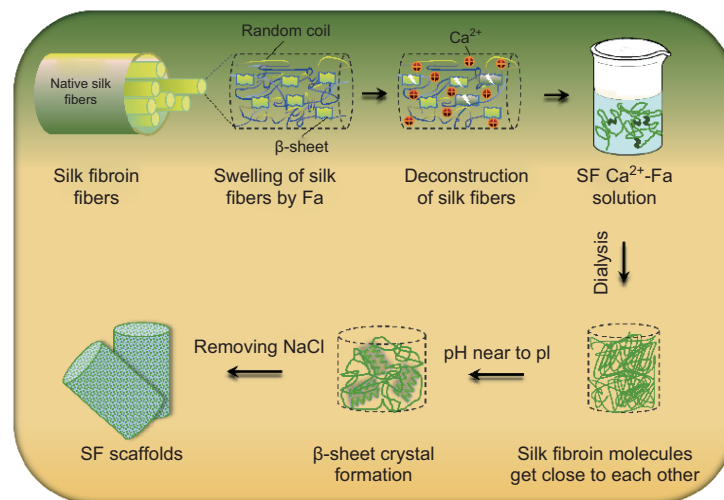 Random coil
Ca²⁺
Native silk
fibers
β-sheet
Silk fibroin
fibers
Swelling of silk
fibers by Fa
Deconstruction
of silk fibers
SF Ca²⁺-Fa
solution
Dialysis
Removing NaCl
pH near to pI
SF scaffolds
β-sheet crystal
formation
Silk fibroin molecules
get close to each other